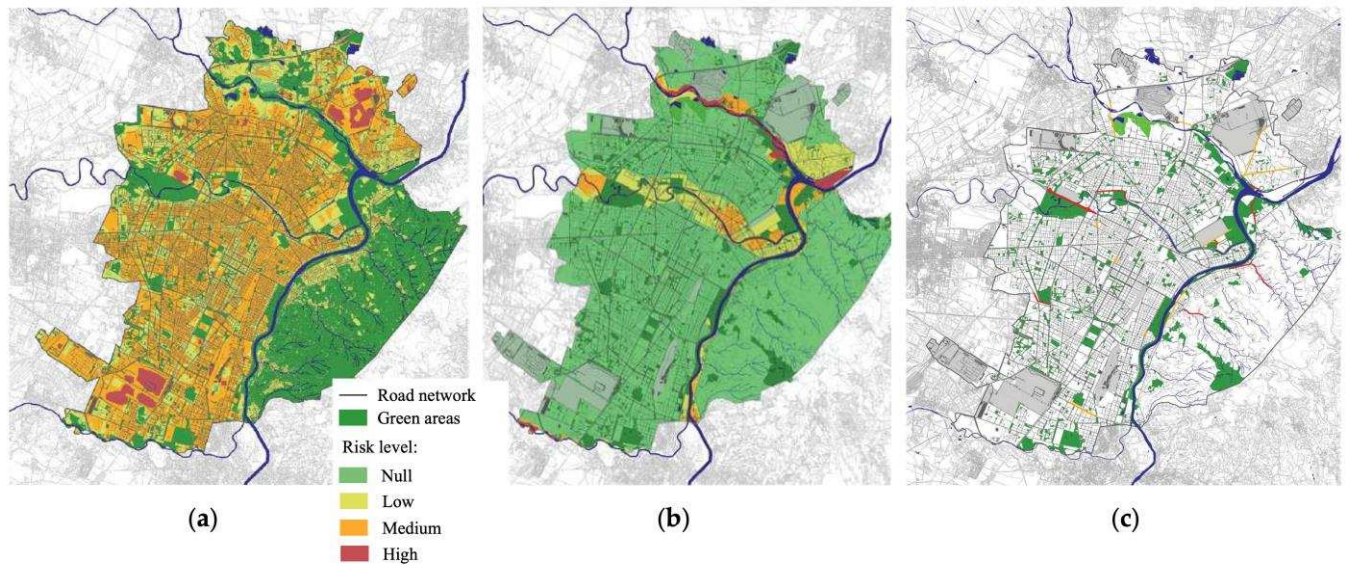 Road network
Green areas
Risk level:
Null
Low
Medium
High
(a)
(b)
(c)